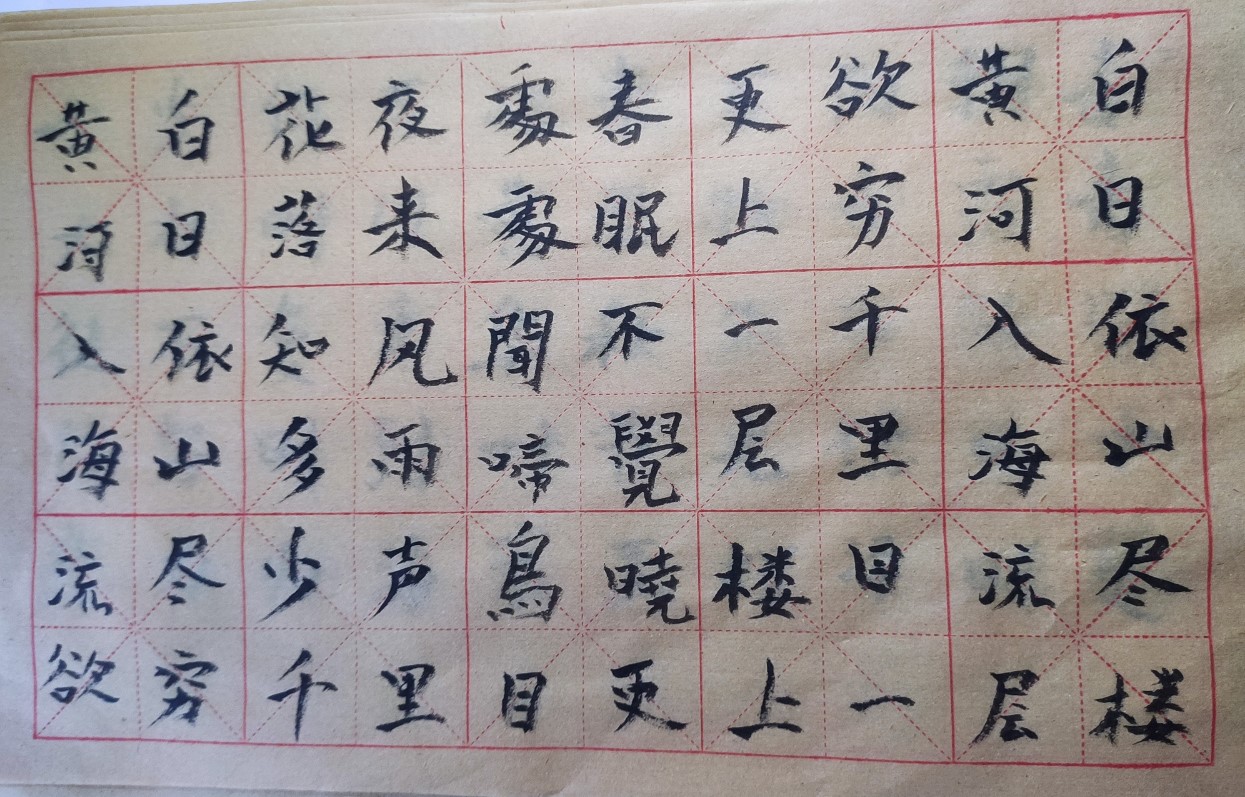 白日依山尽
黄河入海流
欲穷千里目
更上一层楼
春眠不覺曉
處處聞啼鳥
夜来风雨声
花落知多少
白日依山尽
黄河入海流
欲穷千里目更上一层楼